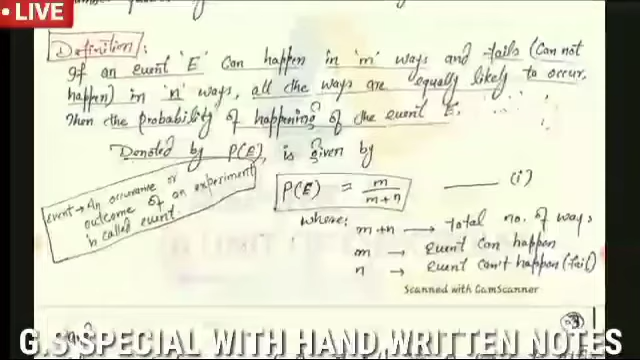 LIVE
Definition:
If an event 'E' can happen in 'm' ways and fails (can not
happen) in 'n' ways, all the ways are equally likely to occur,
then the probability of happening of the event E.
Denoted by P(E), is given by
Event → An occurance or
outcome of an experiment
is called event.
P(E) = m/(m+n) —— (i)
where; m+n → total no. of ways
m → event can happen
n → event can't happen (fail)
Scanned with CamScanner
G.S SPECIAL WITH HAND WRITTEN NOTES